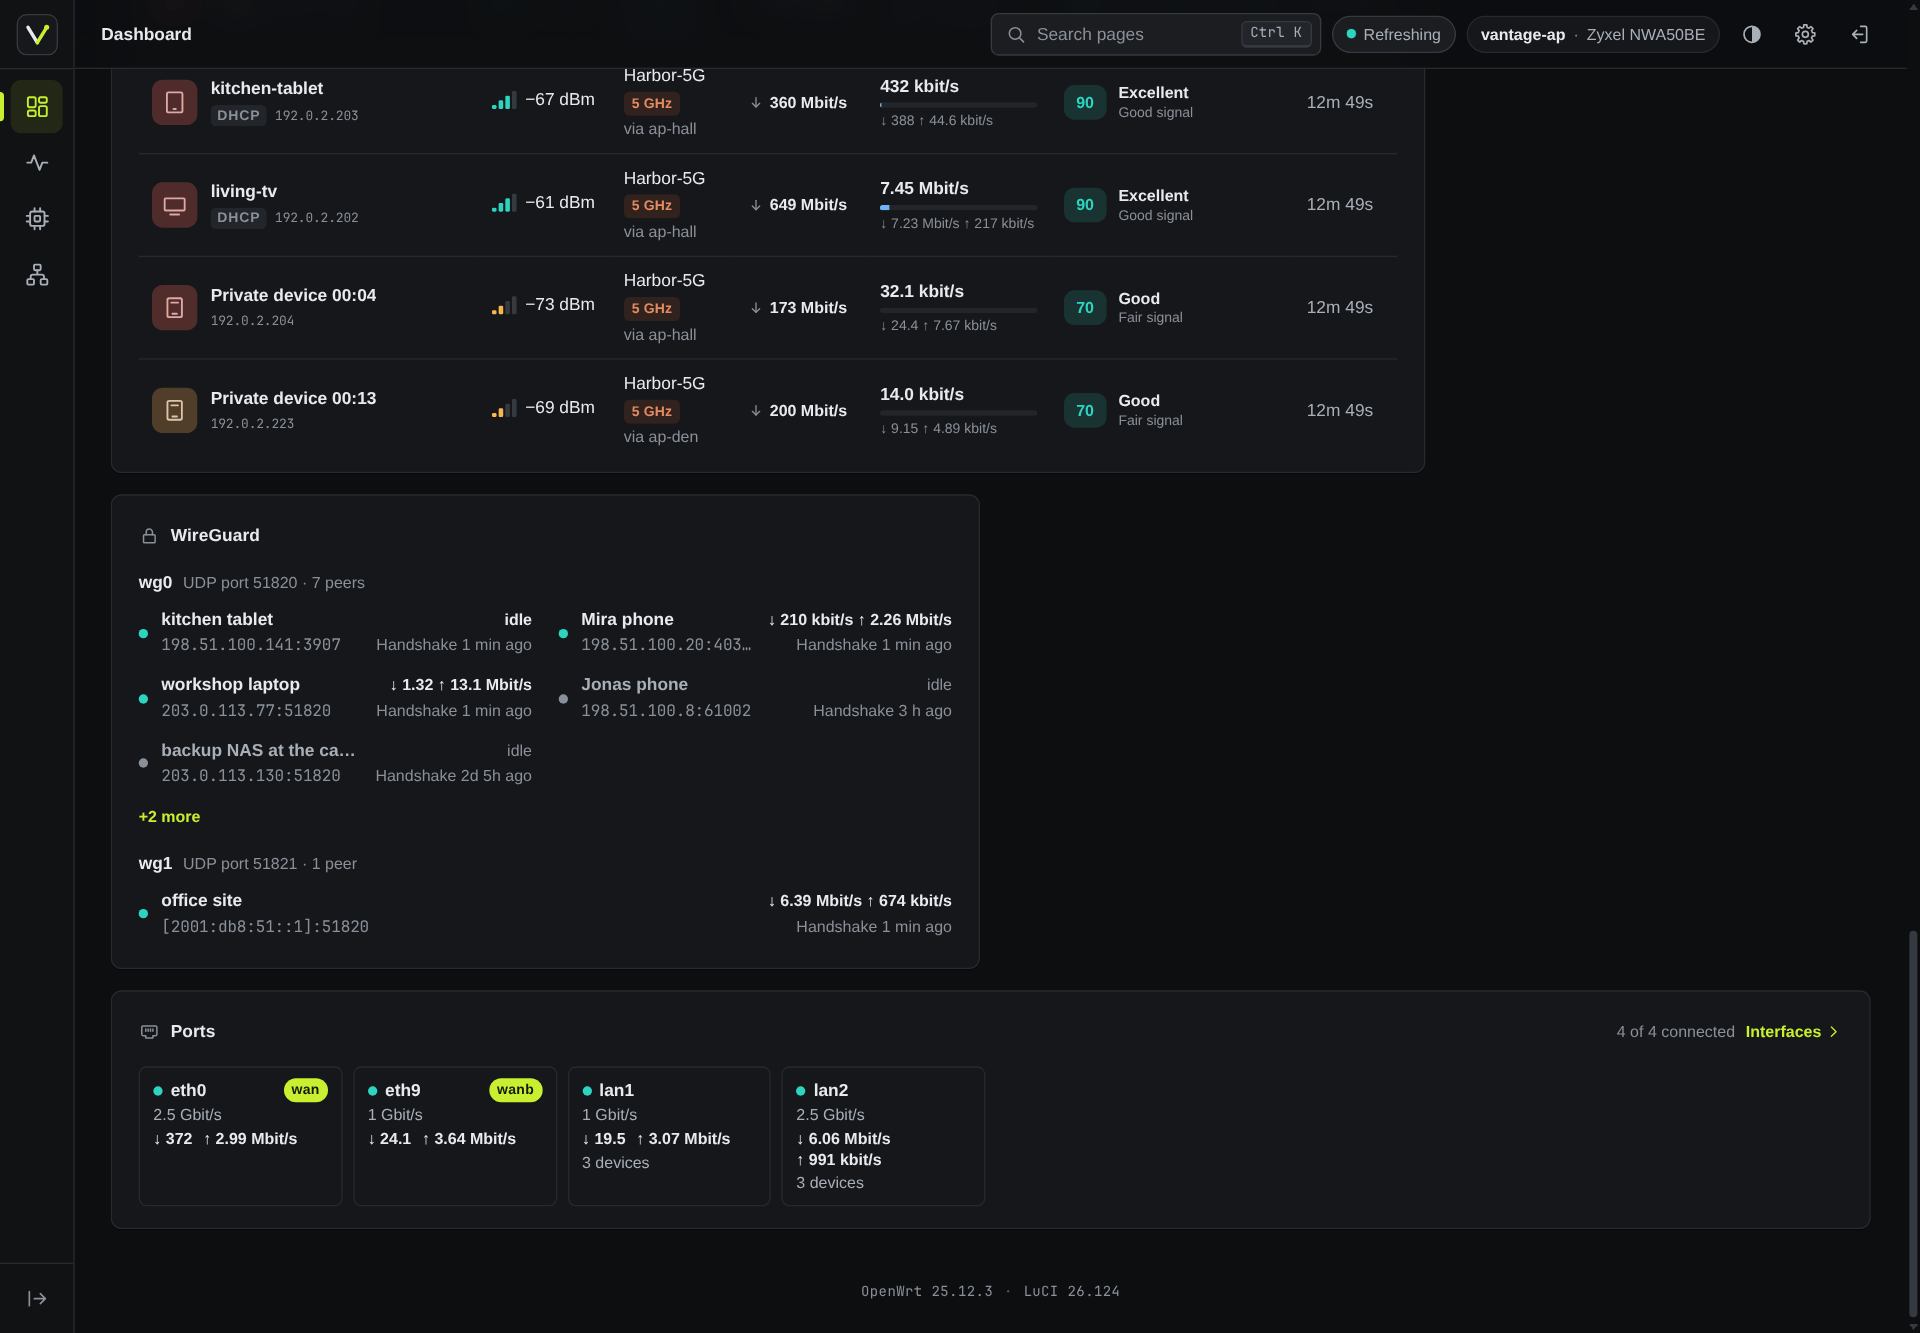 Dashboard
Search pages
Ctrl K
Refreshing
vantage-ap · Zyxel NWA50BE
kitchen-tablet
DHCP 192.0.2.203
−67 dBm
Harbor-5G
5 GHz
via ap-hall
↓ 360 Mbit/s
432 kbit/s
↓ 388 ↑ 44.6 kbit/s
90
Excellent
Good signal
12m 49s
living-tv
DHCP 192.0.2.202
−61 dBm
Harbor-5G
5 GHz
via ap-hall
↓ 649 Mbit/s
7.45 Mbit/s
↓ 7.23 Mbit/s ↑ 217 kbit/s
90
Excellent
Good signal
12m 49s
Private device 00:04
192.0.2.204
−73 dBm
Harbor-5G
5 GHz
via ap-hall
↓ 173 Mbit/s
32.1 kbit/s
↓ 24.4 ↑ 7.67 kbit/s
70
Good
Fair signal
12m 49s
Private device 00:13
192.0.2.223
−69 dBm
Harbor-5G
5 GHz
via ap-den
↓ 200 Mbit/s
14.0 kbit/s
↓ 9.15 ↑ 4.89 kbit/s
70
Good
Fair signal
12m 49s
WireGuard
wg0 UDP port 51820 · 7 peers
kitchen tablet idle
198.51.100.141:3907 Handshake 1 min ago
Mira phone ↓ 210 kbit/s ↑ 2.26 Mbit/s
198.51.100.20:403… Handshake 1 min ago
workshop laptop ↓ 1.32 ↑ 13.1 Mbit/s
203.0.113.77:51820 Handshake 1 min ago
Jonas phone idle
198.51.100.8:61002 Handshake 3 h ago
backup NAS at the ca… idle
203.0.113.130:51820 Handshake 2d 5h ago
+2 more
wg1 UDP port 51821 · 1 peer
office site ↓ 6.39 Mbit/s ↑ 674 kbit/s
[2001:db8:51::1]:51820 Handshake 1 min ago
Ports
4 of 4 connected Interfaces
eth0 wan
2.5 Gbit/s
↓ 372 ↑ 2.99 Mbit/s
eth9 wanb
1 Gbit/s
↓ 24.1 ↑ 3.64 Mbit/s
lan1
1 Gbit/s
↓ 19.5 ↑ 3.07 Mbit/s
3 devices
lan2
2.5 Gbit/s
↓ 6.06 Mbit/s
↑ 991 kbit/s
3 devices
OpenWrt 25.12.3 · LuCI 26.124